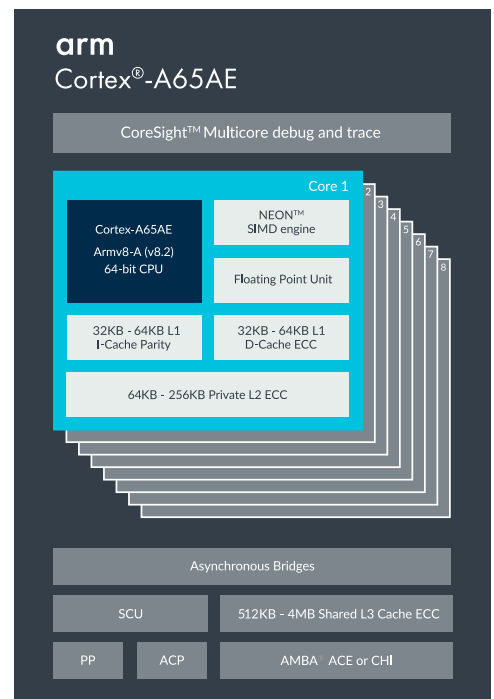 arm
Cortex®-A65AE
CoreSight™ Multicore debug and trace
Core 1
2
3
4
5
6
7
8
Cortex-A65AE
Armv8-A (v8.2)
64-bit CPU
NEON™
SIMD engine
Floating Point Unit
32KB - 64KB L1
I-Cache Parity
32KB - 64KB L1
D-Cache ECC
64KB - 256KB Private L2 ECC
Asynchronous Bridges
SCU
512KB - 4MB Shared L3 Cache ECC
PP
ACP
AMBA® ACE or CHI